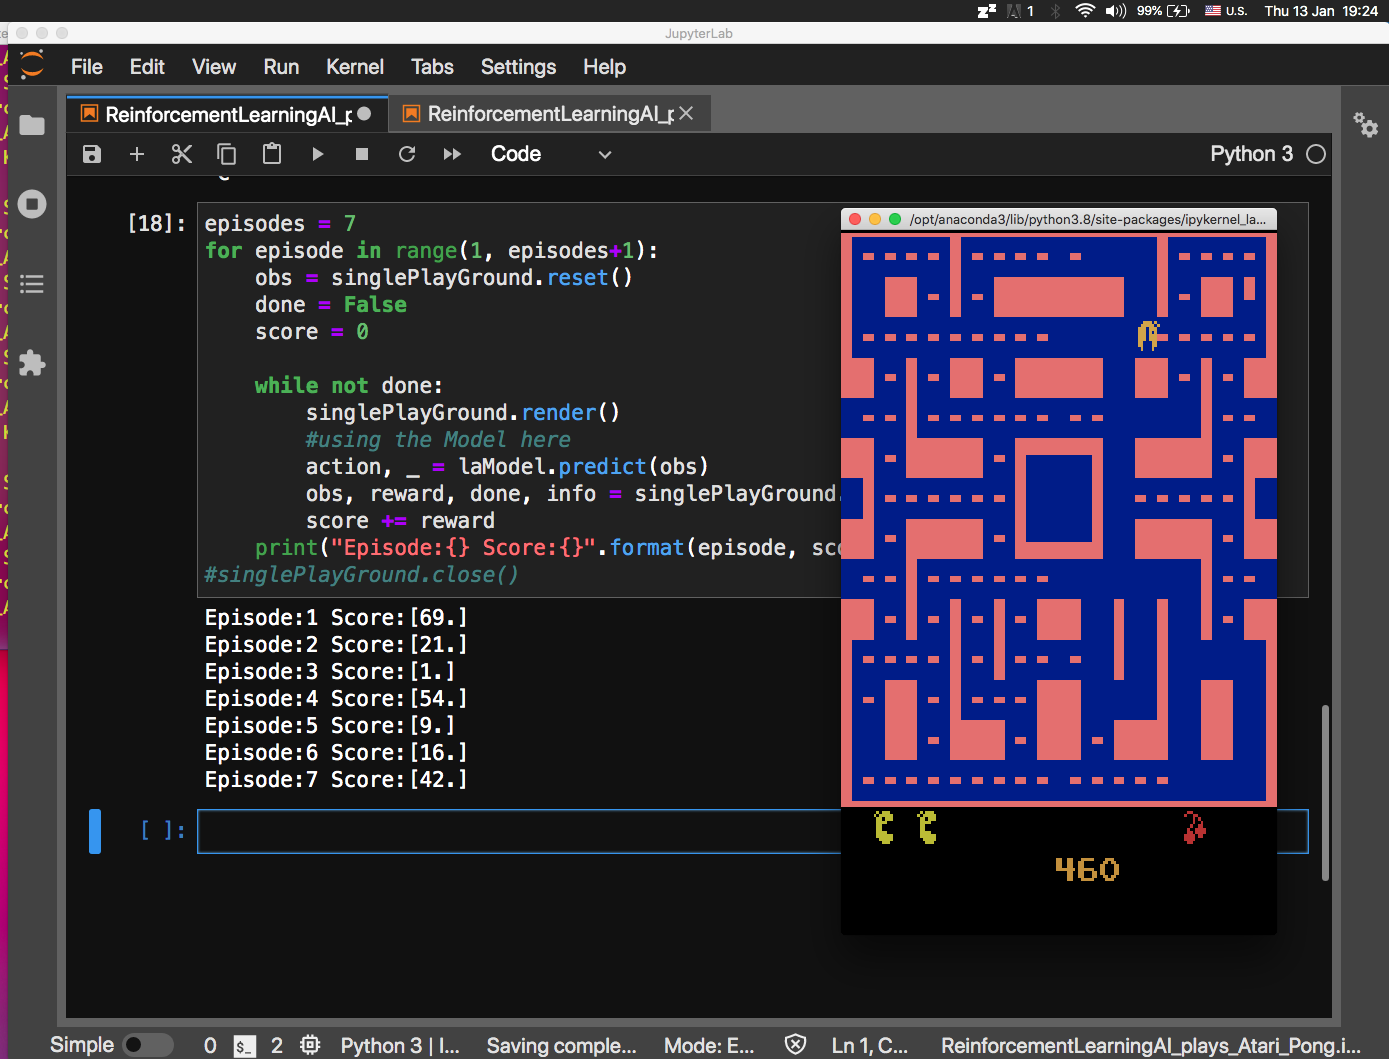 1 99% U.S. Thu 13 Jan 19:24
JupyterLab
File Edit View Run Kernel Tabs Settings Help
ReinforcementLearningAI_p ReinforcementLearningAI_p
Code Python 3
[18]: episodes = 7
for episode in range(1, episodes+1):
obs = singlePlayGround.reset()
done = False
score = 0
while not done:
singlePlayGround.render()
#using the Model here
action, _ = laModel.predict(obs)
obs, reward, done, info = singlePlayGround.
score += reward
print("Episode:{} Score:{}".format(episode, sco
#singlePlayGround.close()
Episode:1 Score:[69.]
Episode:2 Score:[21.]
Episode:3 Score:[1.]
Episode:4 Score:[54.]
Episode:5 Score:[9.]
Episode:6 Score:[16.]
Episode:7 Score:[42.]
[ ]:
/opt/anaconda3/lib/python3.8/site-packages/ipykernel_la...
460
Simple 0 $_ 2 Python 3 | I... Saving comple... Mode: E... Ln 1, C... ReinforcementLearningAI_plays_Atari_Pong.i...